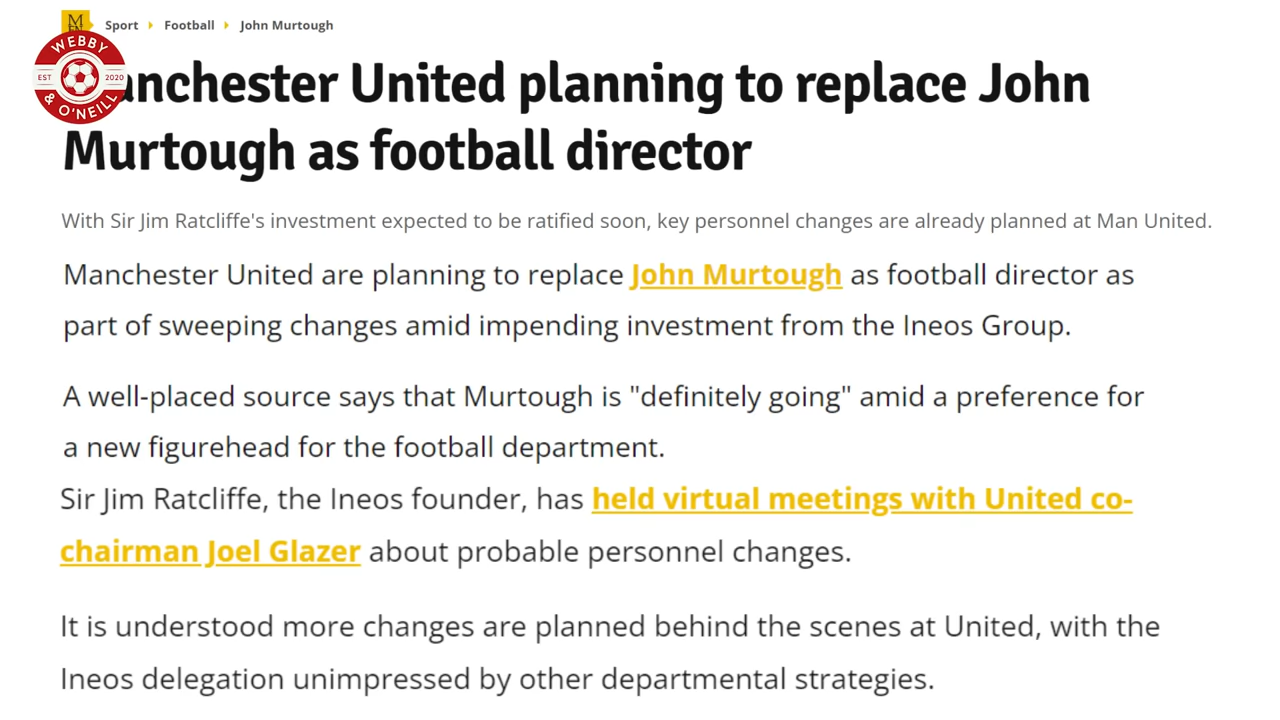 Sport Football John Murtough
WEBBY
EST 2020
& O'NEILL
anchester United planning to replace John
Murtough as football director
With Sir Jim Ratcliffe's investment expected to be ratified soon, key personnel changes are already planned at Man United.
Manchester United are planning to replace John Murtough as football director as
part of sweeping changes amid impending investment from the Ineos Group.
A well-placed source says that Murtough is "definitely going" amid a preference for
a new figurehead for the football department.
Sir Jim Ratcliffe, the Ineos founder, has held virtual meetings with United co-
chairman Joel Glazer about probable personnel changes.
It is understood more changes are planned behind the scenes at United, with the
Ineos delegation unimpressed by other departmental strategies.